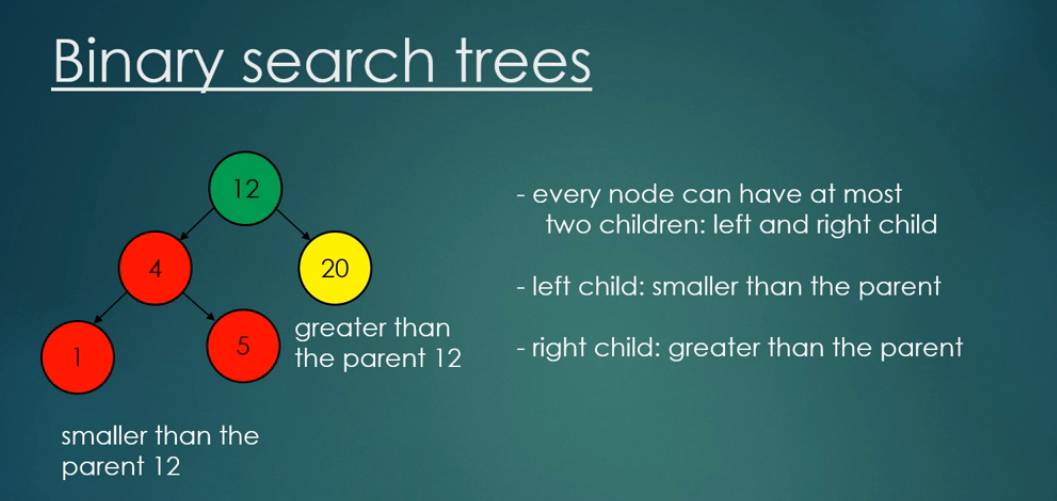 Binary search trees
12
4
20
1
5
greater than
the parent 12
smaller than the
parent 12
- every node can have at most
two children: left and right child
- left child: smaller than the parent
- right child: greater than the parent